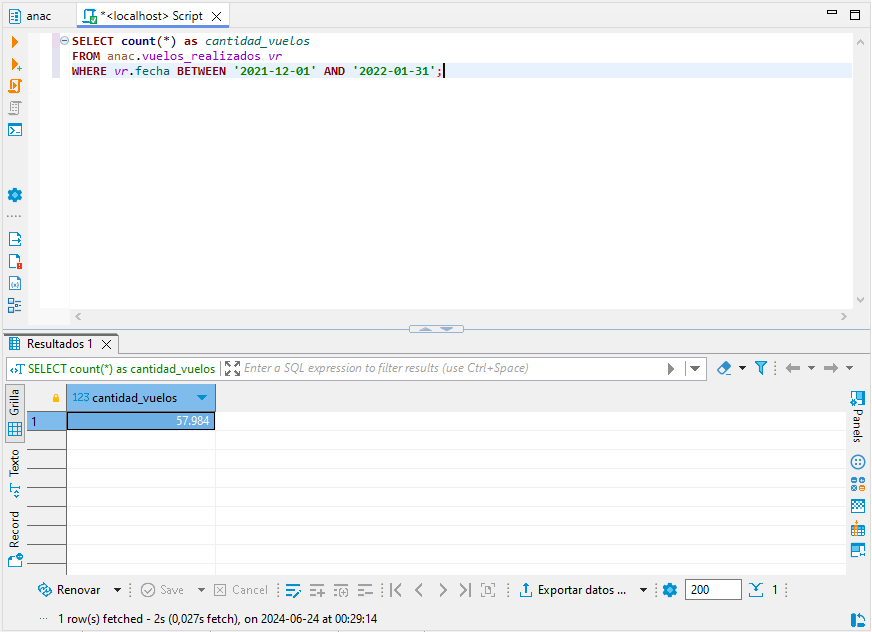 anac
*<localhost> Script
SELECT count(*) as cantidad_vuelos
FROM anac.vuelos_realizados vr
WHERE vr.fecha BETWEEN '2021-12-01' AND '2022-01-31';
Resultados 1
SELECT count(*) as cantidad_vuelos
Enter a SQL expression to filter results (use Ctrl+Space)
Grilla
Texto
Record
123 cantidad_vuelos
1
57.984
Panels
Renovar
Save
Cancel
Exportar datos ...
200
1
1 row(s) fetched - 2s (0,027s fetch), on 2024-06-24 at 00:29:14